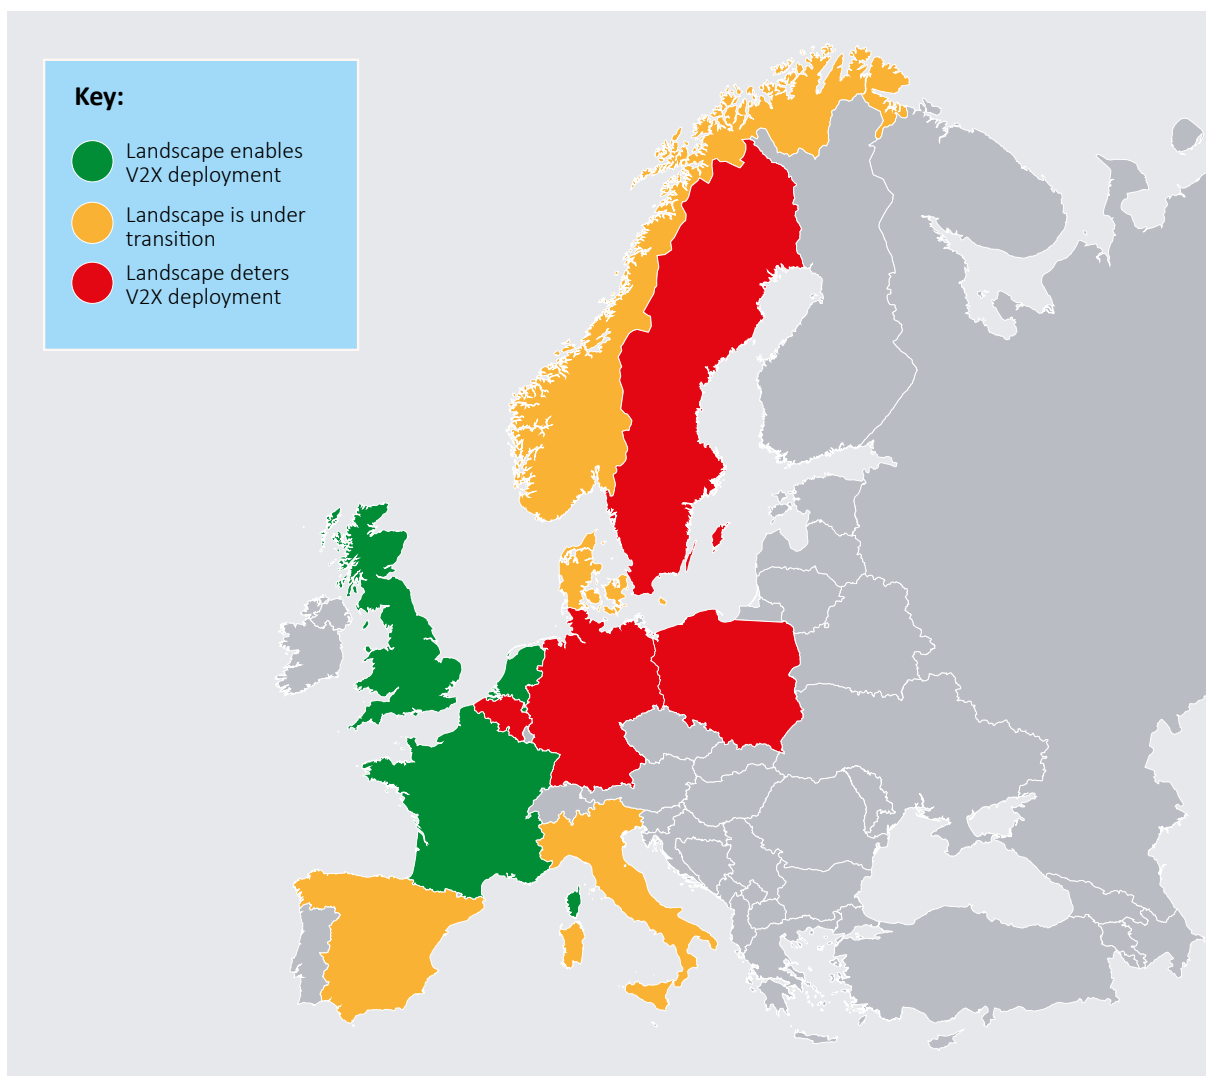 Key:
Landscape enables
V2X deployment
Landscape is under
transition
Landscape deters
V2X deployment